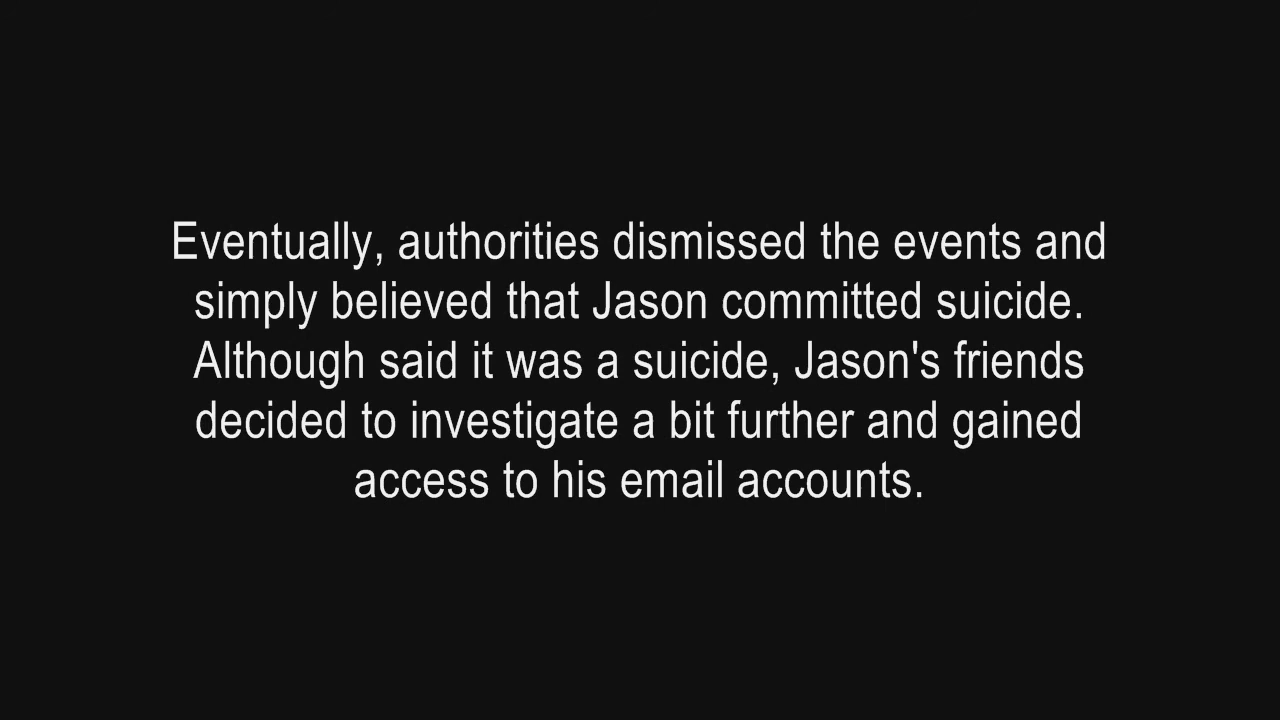 Eventually, authorities dismissed the events and
simply believed that Jason committed suicide.
Although said it was a suicide, Jason's friends
decided to investigate a bit further and gained
access to his email accounts.